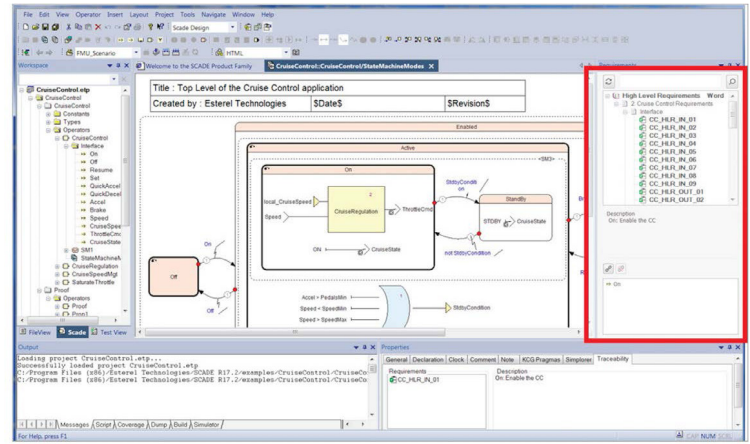 File Edit View Operator Insert Layout Project Tools Navigate Window Help
Scade Design
FMU_Scenario
HTML
Workspace
Welcome to the SCADE Product Family
CruiseControl::CruiseControl/StateMachineModes
Requirements
CruiseControl.etp
CruiseControl
CruiseControl
Constants
Types
Operators
CruiseControl
Interface
On
Off
Resume
Set
QuickAccel
QuickDecel
Accel
Brake
Speed
CruiseSpee
ThrottleCmd
CruiseState
SM1
StateMachineM
CruiseRegulation
CruiseSpeedMgt
SaturateThrottle
Proof
Operators
Proof
Prop1
FileView Scade Test View
Title : Top Level of the Cruise Control application
Created by : Esterel Technologies $Date$ $Revision$
Enabled
Active
<SM3>
On
local_CruiseSpeed
Speed
2
CruiseRegulation
ThrottleCmd
ON
CruiseState
StdbyCondition
StandBy
STDBY
CruiseState
not StdbyCondition
On
Off
Off
Accel > PedalsMin
Speed < SpeedMin
Speed > SpeedMax
1
StdbyCondition
High Level Requirements Word
2 Cruise Control Requirements
Interface
CC_HLR_IN_01
CC_HLR_IN_02
CC_HLR_IN_03
CC_HLR_IN_04
CC_HLR_IN_05
CC_HLR_IN_06
CC_HLR_IN_07
CC_HLR_IN_08
CC_HLR_IN_09
CC_HLR_OUT_01
CC_HLR_OUT_02
Description
On: Enable the CC
On
Output
Loading project CruiseControl.etp...
Successfully loaded project CruiseControl.etp
C:/Program Files (x86)/Esterel Technologies/SCADE R17.2/examples/CruiseControl/CruiseCo
C:/Program Files (x86)/Esterel Technologies/SCADE R17.2/examples/CruiseControl/CruiseCo
Messages Script Coverage Dump Build Simulator
Properties
General Declaration Clock Comment Note KCG Pragmas Simplorer Traceability
Requirements
CC_HLR_IN_01
Description
On: Enable the CC
For Help, press F1
CAP NUM SCRL